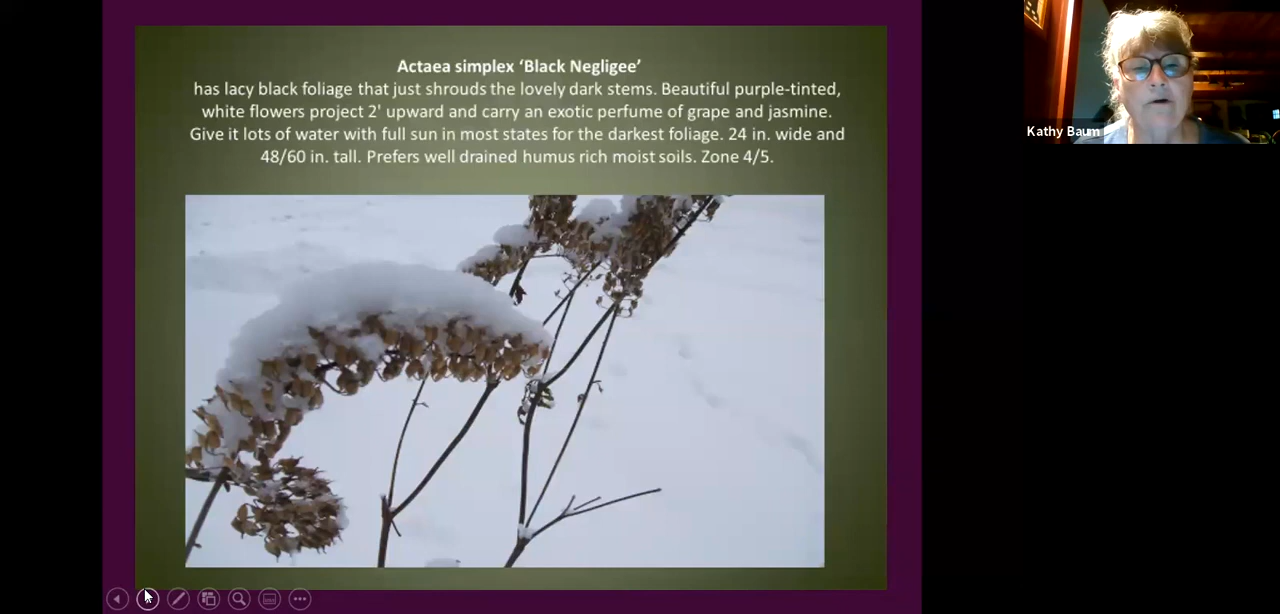 Actaea simplex ‘Black Negligee’
has lacy black foliage that just shrouds the lovely dark stems. Beautiful purple-tinted,
white flowers project 2' upward and carry an exotic perfume of grape and jasmine.
Give it lots of water with full sun in most states for the darkest foliage. 24 in. wide and
48/60 in. tall. Prefers well drained humus rich moist soils. Zone 4/5.
Kathy Baum